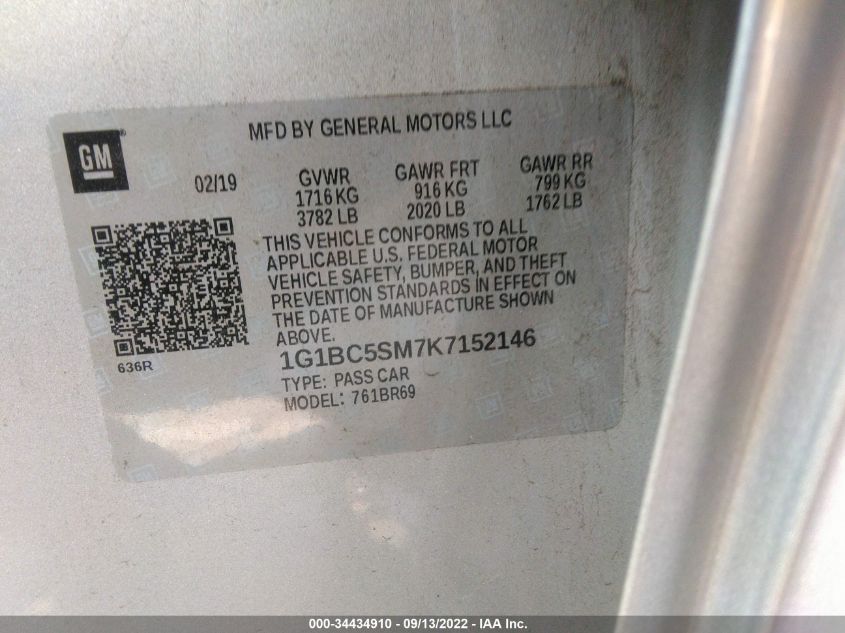 MFD BY GENERAL MOTORS LLC
GM
®
02/19
GVWR
1716 KG
3782 LB
GAWR FRT
916 KG
2020 LB
GAWR RR
799 KG
1762 LB
THIS VEHICLE CONFORMS TO ALL
APPLICABLE U.S. FEDERAL MOTOR
VEHICLE SAFETY, BUMPER, AND THEFT
PREVENTION STANDARDS IN EFFECT ON
THE DATE OF MANUFACTURE SHOWN
ABOVE.
636R
1G1BC5SM7K7152146
TYPE: PASS CAR
MODEL: 761BR69
000-34434910 - 09/13/2022 - IAA Inc.